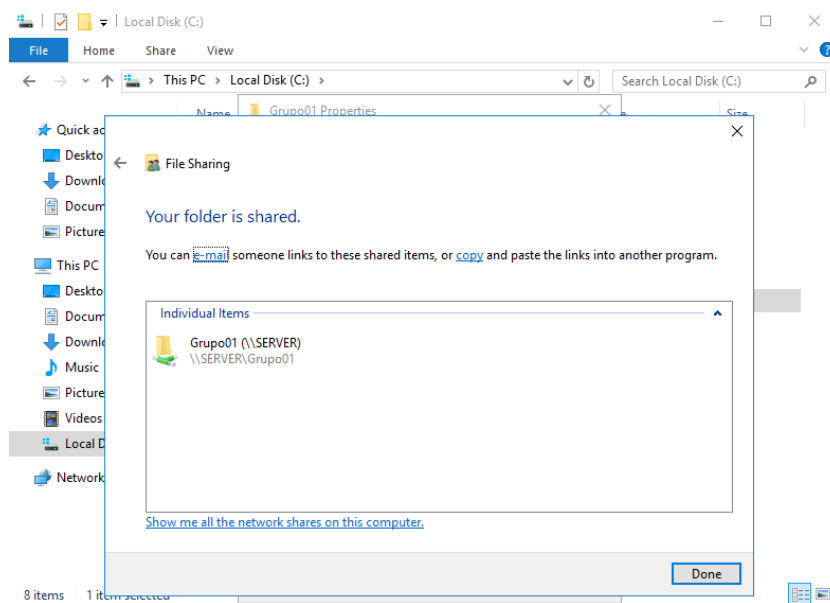 Local Disk (C:)
File Home Share View
This PC > Local Disk (C:) >
Search Local Disk (C:)
Name
Grupo01 Properties
Size
Quick ac
Deskto
Downlo
Docum
Picture
This PC
Deskto
Docum
Downlo
Music
Picture
Videos
Local D
Network
File Sharing
Your folder is shared.
You can e-mail someone links to these shared items, or copy and paste the links into another program.
Individual Items
Grupo01 (\\SERVER)
\\SERVER\Grupo01
Show me all the network shares on this computer.
Done
8 items 1 item selected